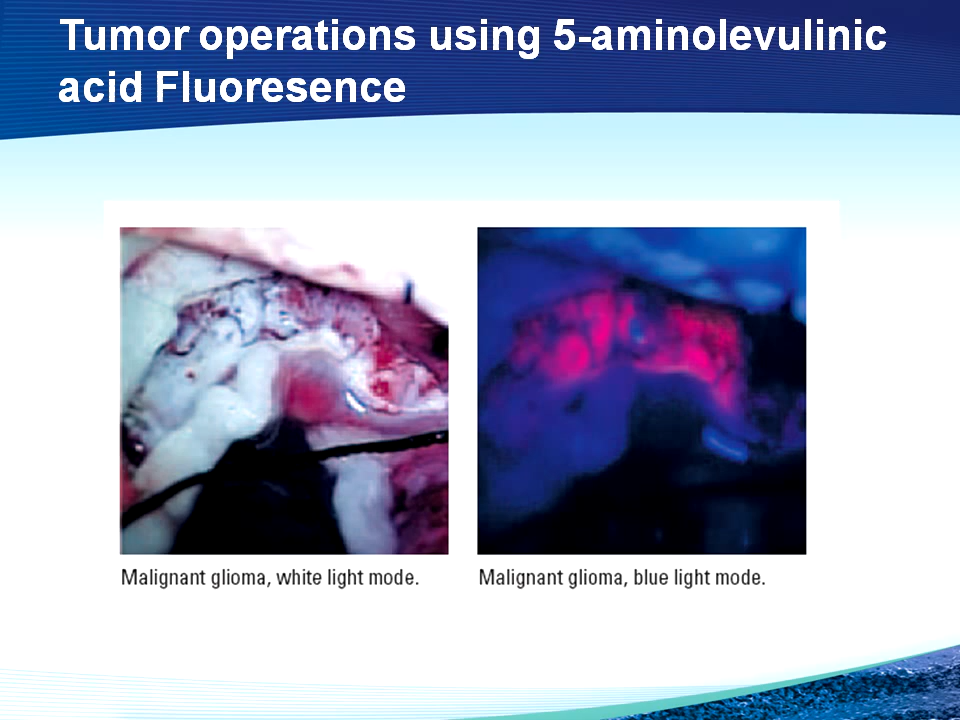 Tumor operations using 5-aminolevulinic
acid Fluoresence
Malignant glioma, white light mode.
Malignant glioma, blue light mode.